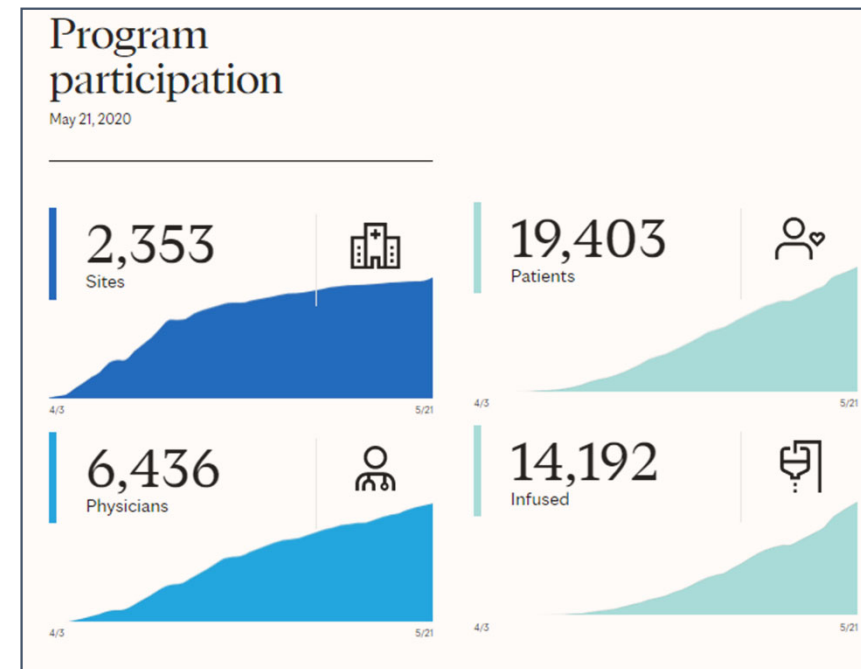 Program
participation
May 21, 2020
2,353
Sites
4/3
5/21
19,403
Patients
4/3
5/21
6,436
Physicians
4/3
5/21
14,192
Infused
4/3
5/21